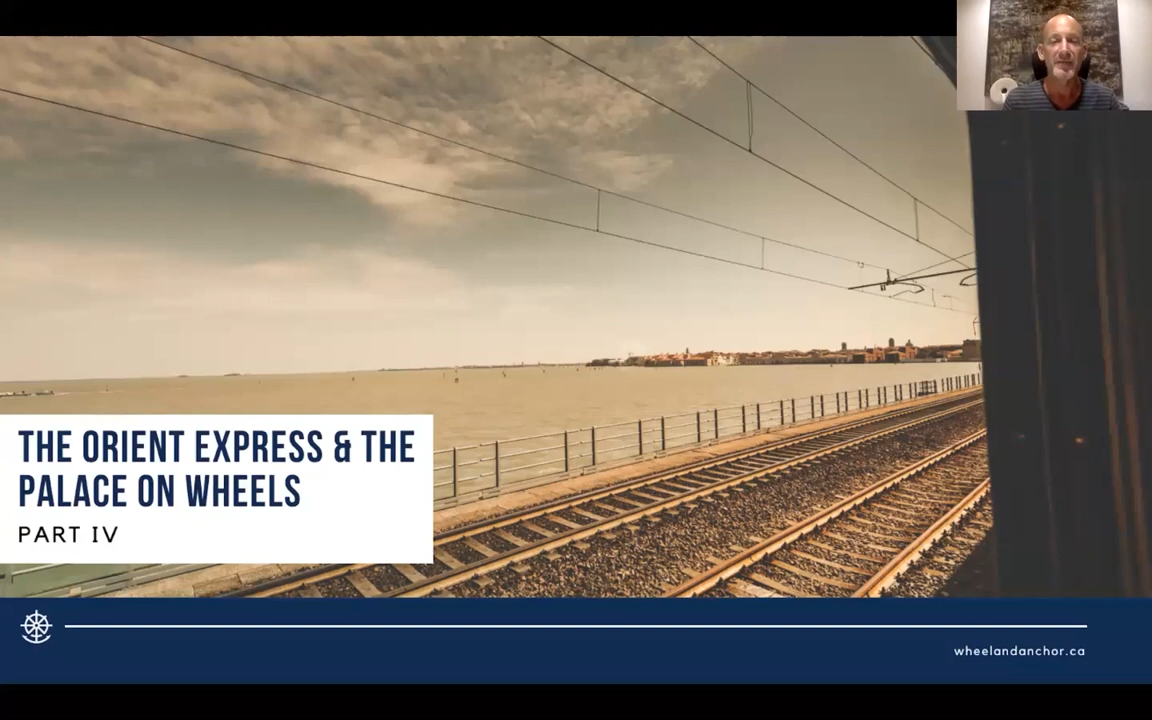 THE ORIENT EXPRESS & THE
PALACE ON WHEELS
PART IV
wheelandanchor.ca